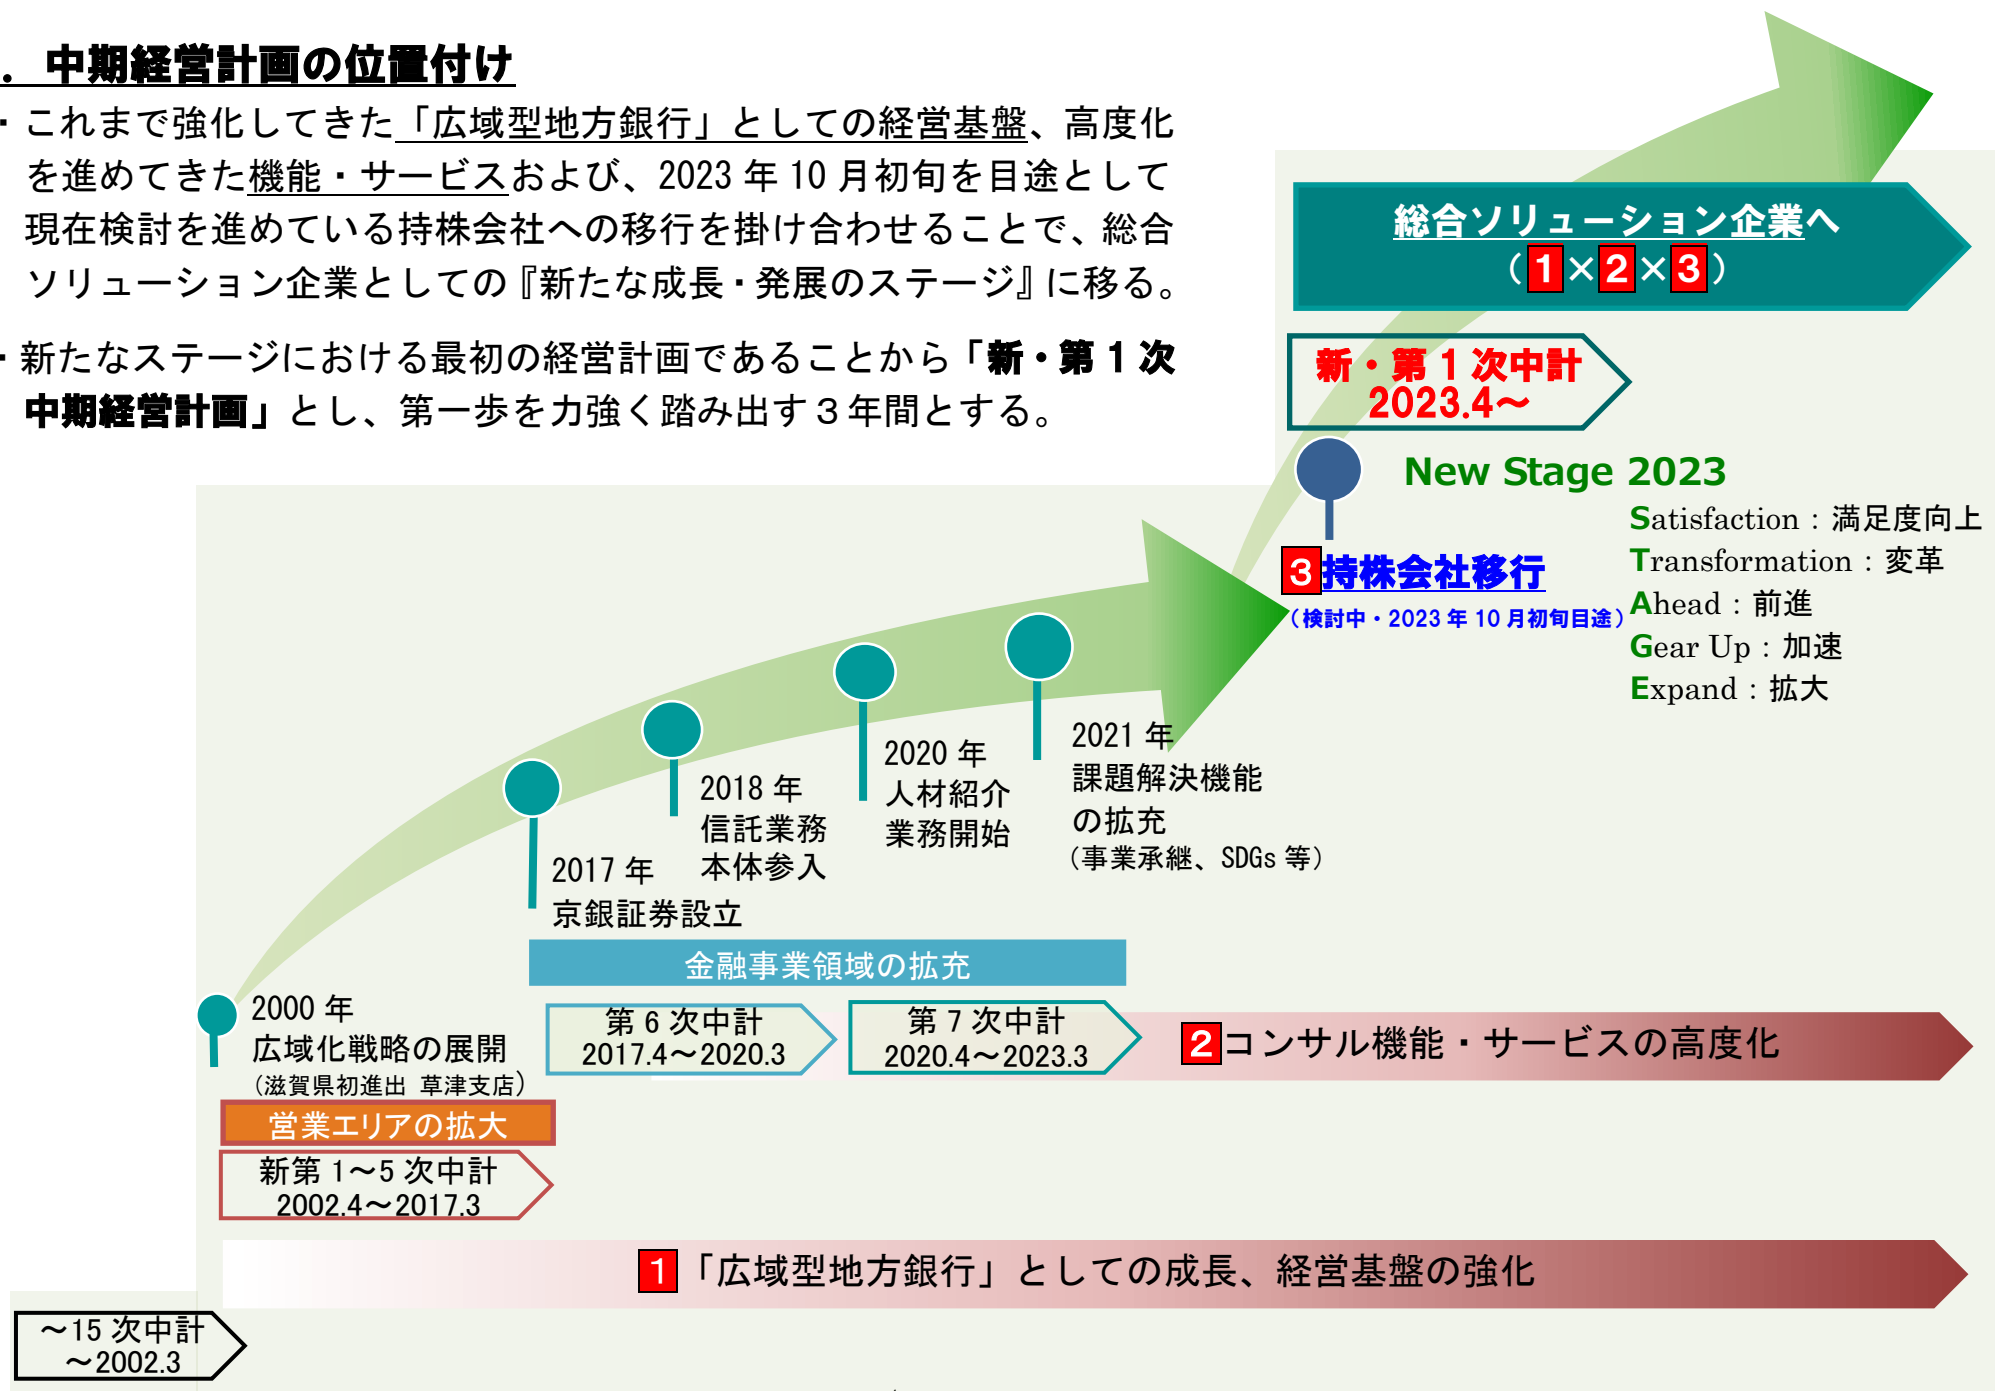 . 中期経営計画の位置付け
・これまで強化してきた「広域型地方銀行」としての経営基盤、高度化
を進めてきた機能・サービスおよび、2023 年 10 月初旬を目途として
現在検討を進めている持株会社への移行を掛け合わせることで、総合
ソリューション企業としての『新たな成長・発展のステージ』に移る。
・新たなステージにおける最初の経営計画であることから「新・第１次
中期経営計画」とし、第一歩を力強く踏み出す３年間とする。
総合ソリューション企業へ
（1×2×3）
新・第１次中計
2023.4～
New Stage 2023
Satisfaction：満足度向上
Transformation：変革
Ahead：前進
Gear Up：加速
Expand：拡大
3持株会社移行
（検討中・2023 年 10 月初旬目途）
2021 年
課題解決機能
の拡充
（事業承継、SDGs 等）
2020 年
人材紹介
業務開始
2018 年
信託業務
本体参入
2017 年
京銀証券設立
金融事業領域の拡充
2000 年
広域化戦略の展開
（滋賀県初進出 草津支店）
第 6 次中計
2017.4～2020.3
第 7 次中計
2020.4～2023.3
2コンサル機能・サービスの高度化
営業エリアの拡大
新第 1～5 次中計
2002.4～2017.3
1「広域型地方銀行」としての成長、経営基盤の強化
～15 次中計
～2002.3